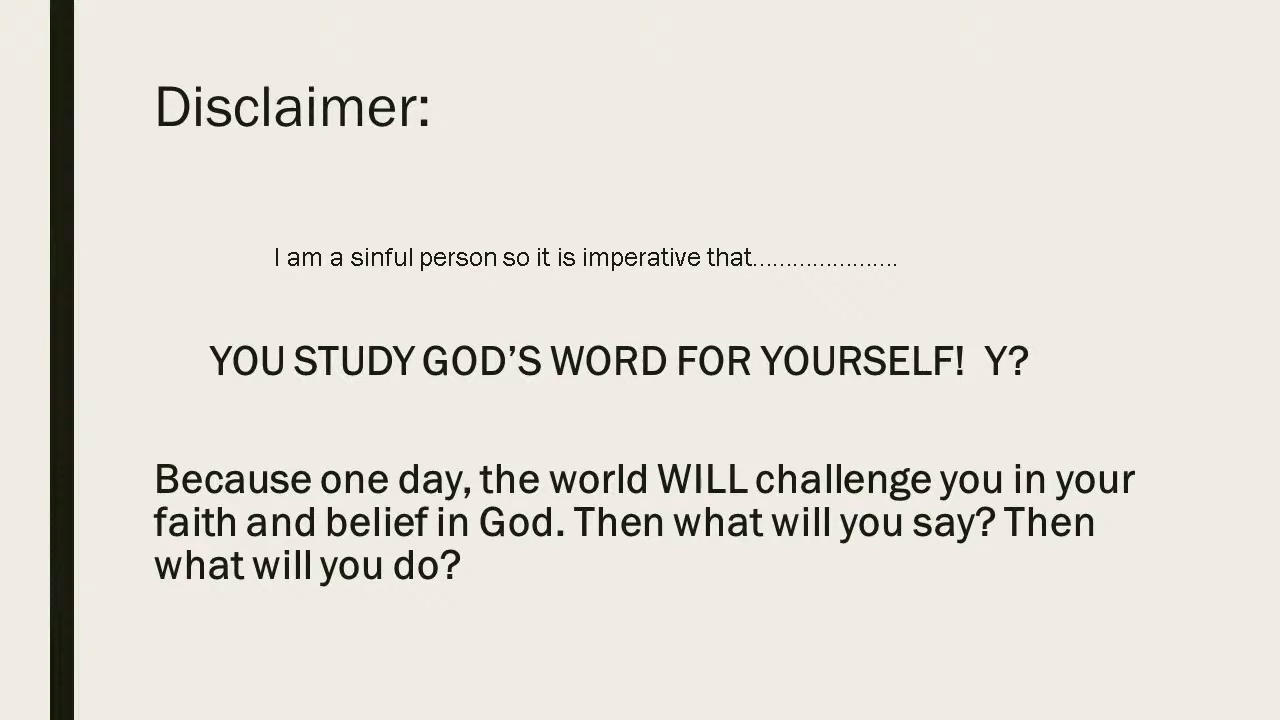 Disclaimer:
I am a sinful person so it is imperative that......................
YOU STUDY GOD’S WORD FOR YOURSELF!  Y?
Because one day, the world WILL challenge you in your
faith and belief in God. Then what will you say? Then
what will you do?